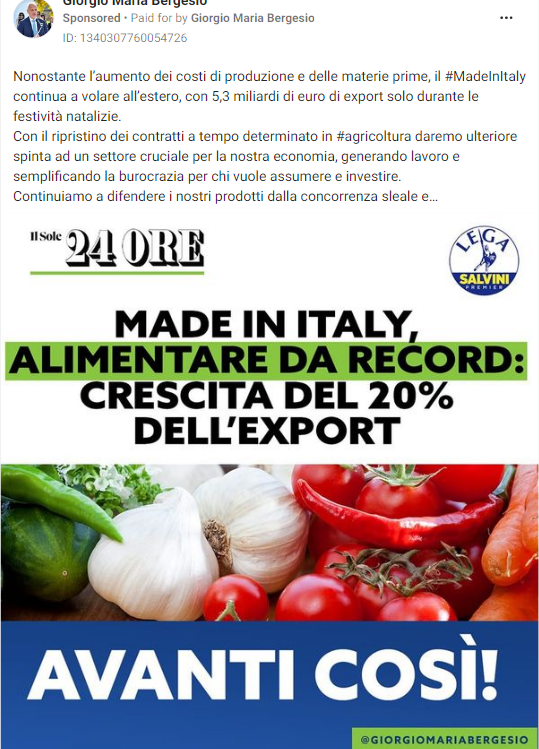 Giorgio Maria Bergesio
Sponsored • Paid for by Giorgio Maria Bergesio
ID: 1340307760054726
Nonostante l'aumento dei costi di produzione e delle materie prime, il #MadeInItaly
continua a volare all'estero, con 5,3 miliardi di euro di export solo durante le
festività natalizie.
Con il ripristino dei contratti a tempo determinato in #agricoltura daremo ulteriore
spinta ad un settore cruciale per la nostra economia, generando lavoro e
semplificando la burocrazia per chi vuole assumere e investire.
Continuiamo a difendere i nostri prodotti dalla concorrenza sleale e…
Il Sole 24 ORE
LEGA
SALVINI
PREMIER
MADE IN ITALY,
ALIMENTARE DA RECORD:
CRESCITA DEL 20%
DELL'EXPORT
AVANTI COSÌ!
@GIORGIOMARIABERGESIO